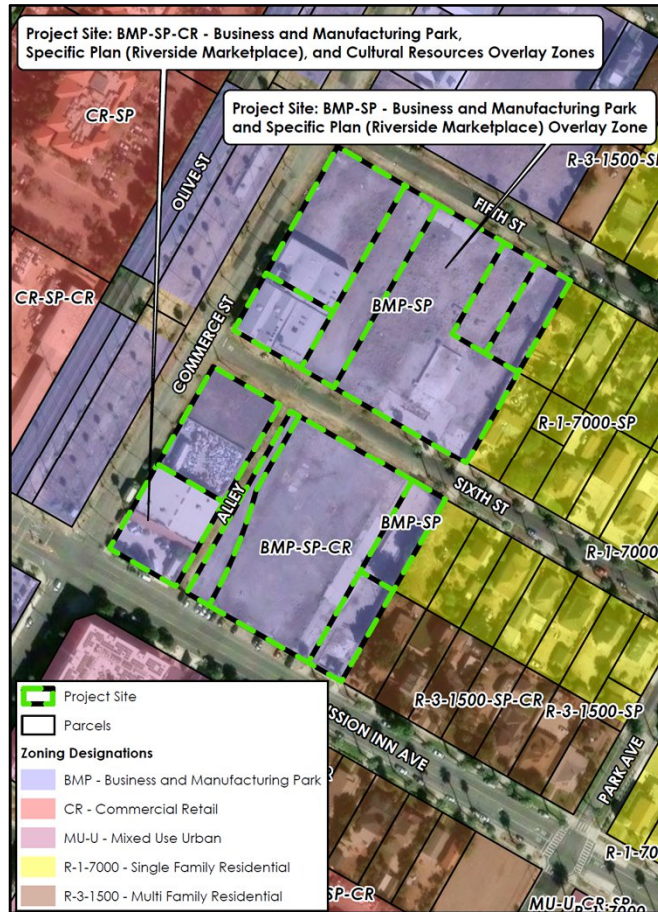 Project Site: BMP-SP-CR - Business and Manufacturing Park,
Specific Plan (Riverside Marketplace), and Cultural Resources Overlay Zones
Project Site: BMP-SP - Business and Manufacturing Park
and Specific Plan (Riverside Marketplace) Overlay Zone
CR-SP
R-3-1500-SP
OLIVE ST
FIFTH ST
CR-SP-CR
COMMERCE ST
BMP-SP
R-1-7000-SP
ALLEY
SIXTH ST
BMP-SP
BMP-SP-CR
R-1-7000
R-3-1500-SP-CR
R-3-1500-SP
MISSION INN AVE
PARK AVE
R-1-70
SP-CR
MU-U-CR-SP
Project Site
Parcels
Zoning Designations
BMP - Business and Manufacturing Park
CR - Commercial Retail
MU-U - Mixed Use Urban
R-1-7000 - Single Family Residential
R-3-1500 - Multi Family Residential